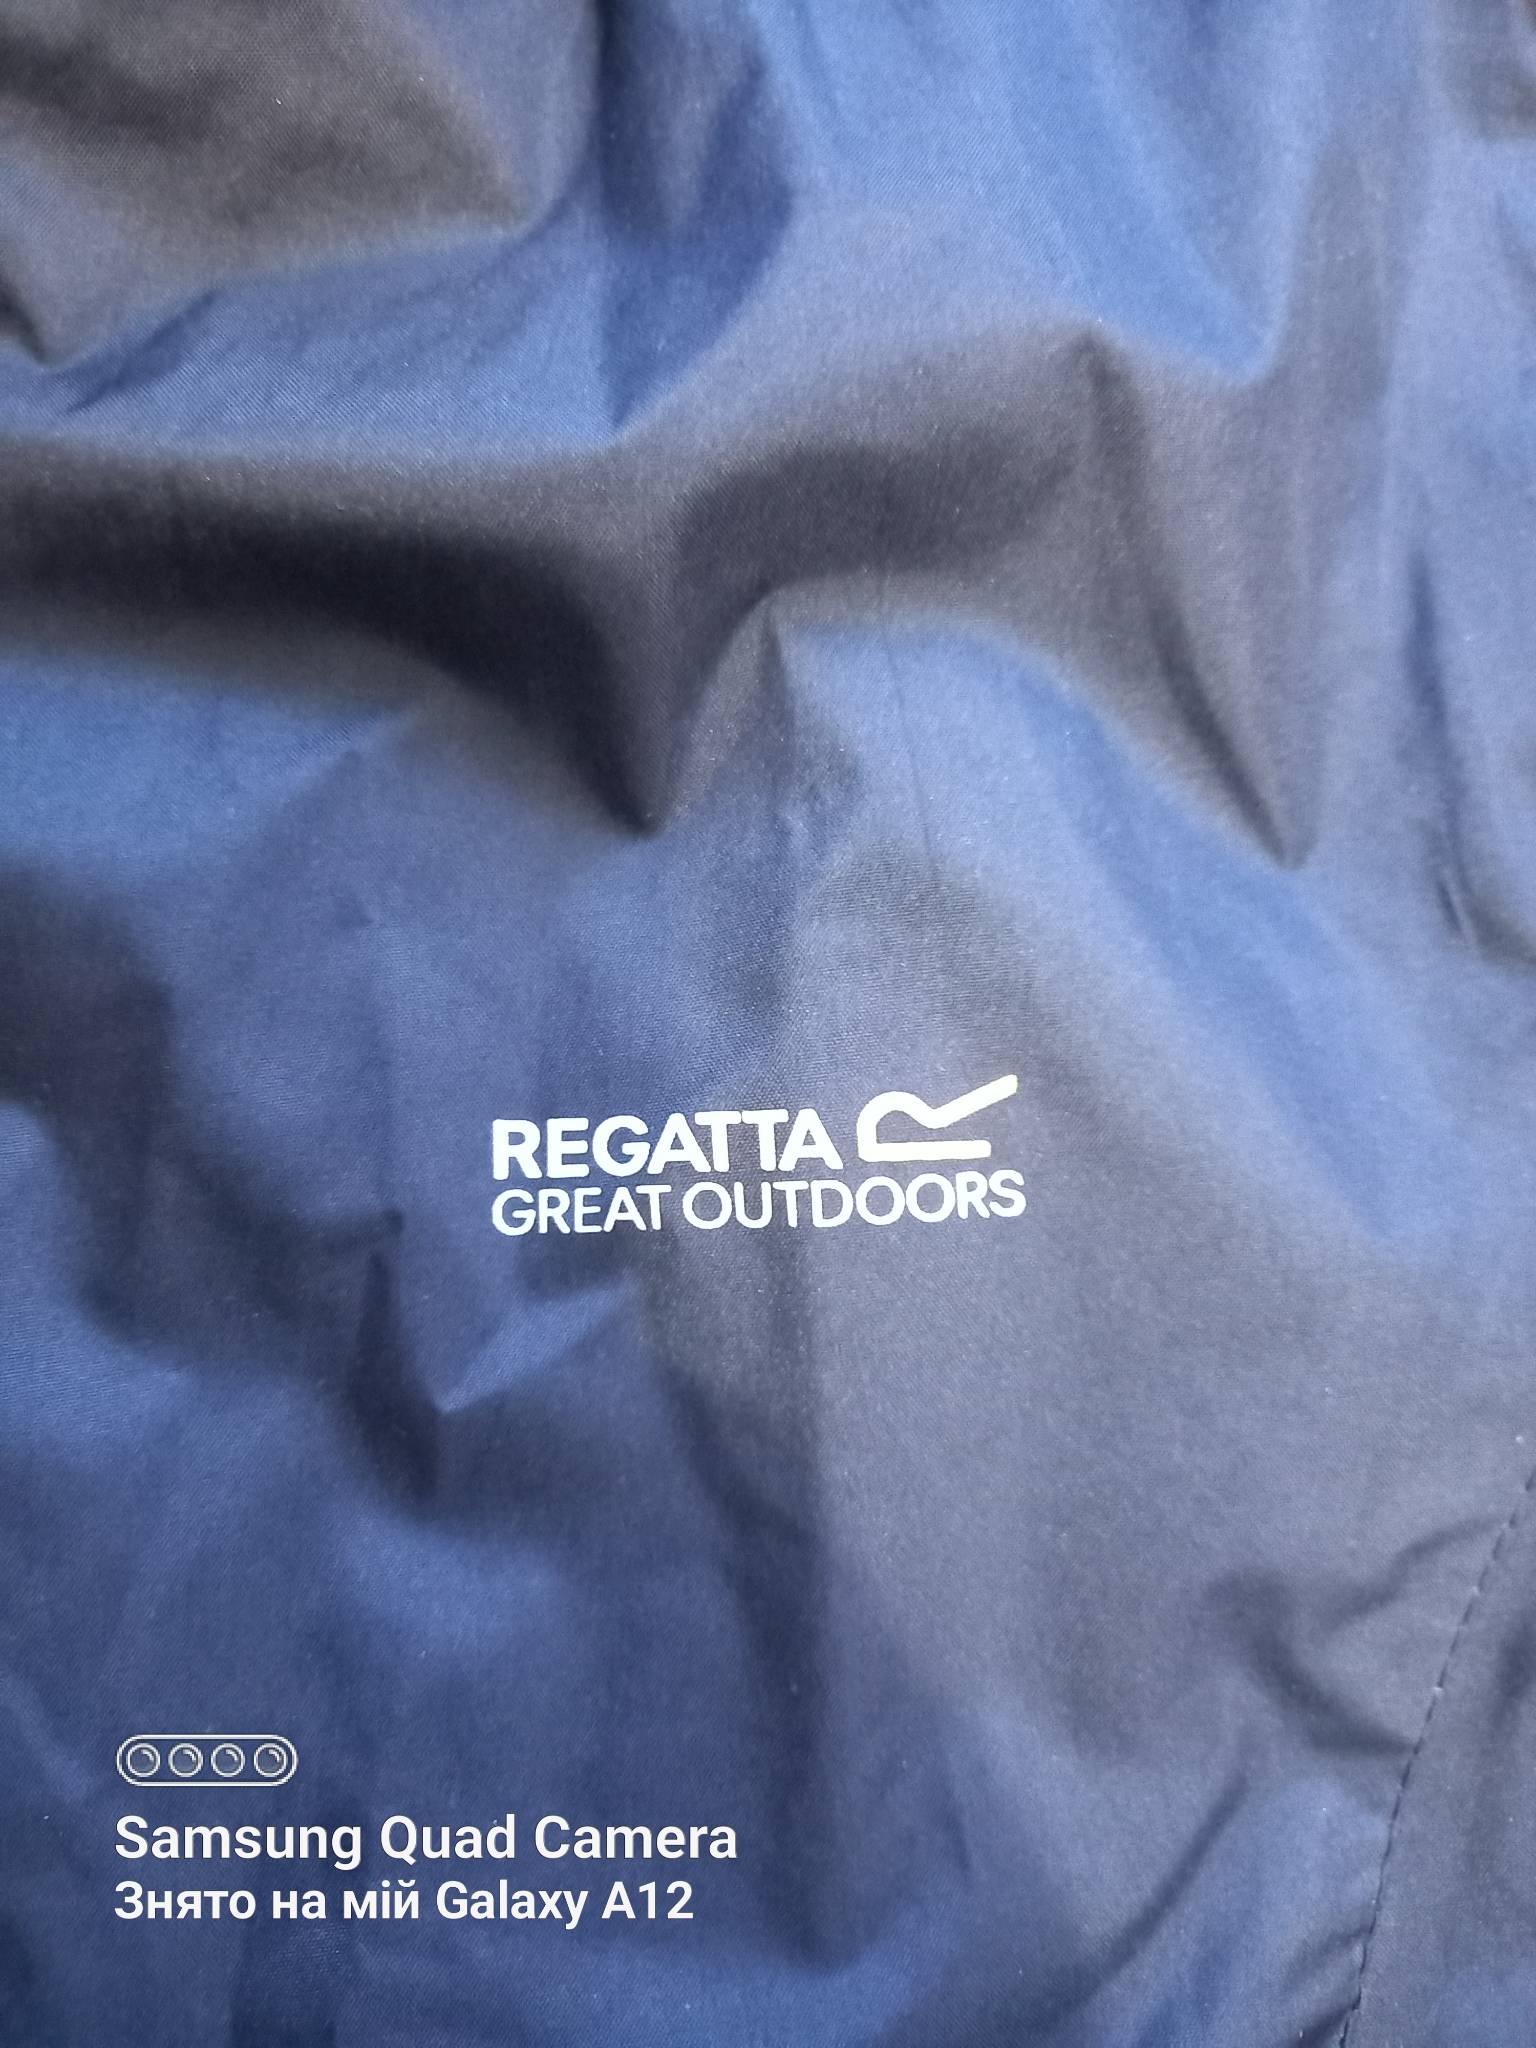 REGATTA
GREAT OUTDOORS
Samsung Quad Camera
Знято на мій Galaxy A12